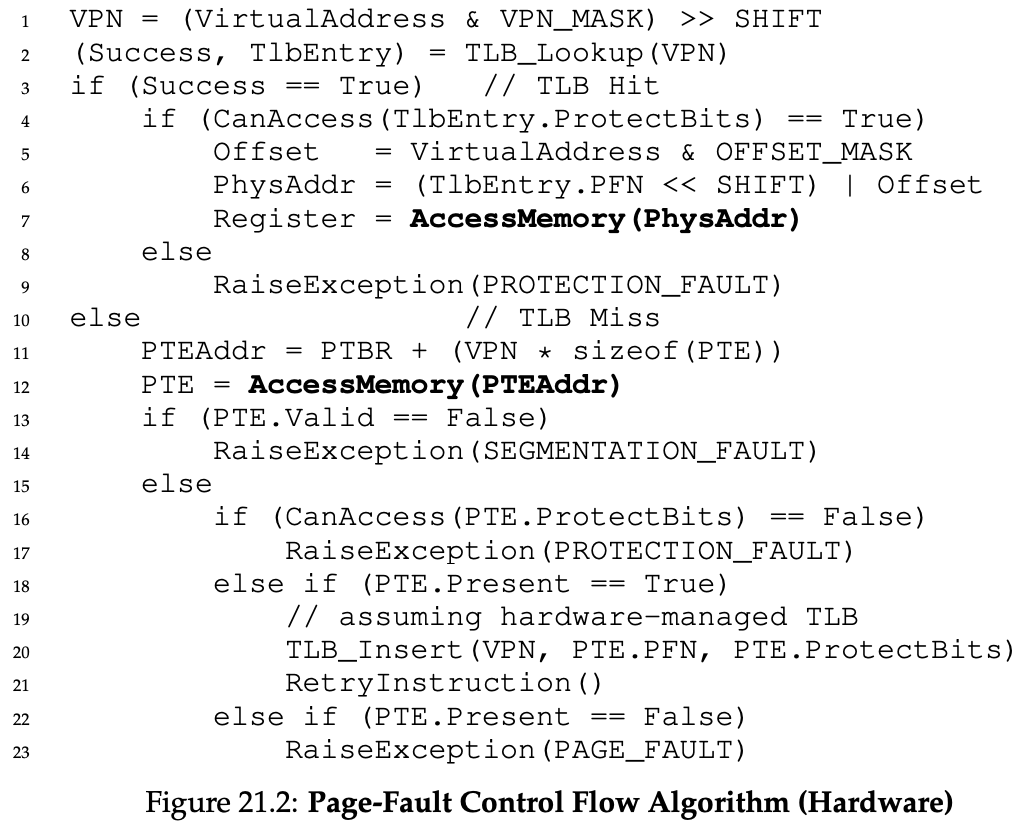 1 VPN = (VirtualAddress & VPN_MASK) >> SHIFT
2 (Success, TlbEntry) = TLB_Lookup(VPN)
3 if (Success == True) // TLB Hit
4 if (CanAccess(TlbEntry.ProtectBits) == True)
5 Offset = VirtualAddress & OFFSET_MASK
6 PhysAddr = (TlbEntry.PFN << SHIFT) | Offset
7 Register = AccessMemory(PhysAddr)
8 else
9 RaiseException(PROTECTION_FAULT)
10 else // TLB Miss
11 PTEAddr = PTBR + (VPN * sizeof(PTE))
12 PTE = AccessMemory(PTEAddr)
13 if (PTE.Valid == False)
14 RaiseException(SEGMENTATION_FAULT)
15 else
16 if (CanAccess(PTE.ProtectBits) == False)
17 RaiseException(PROTECTION_FAULT)
18 else if (PTE.Present == True)
19 // assuming hardware-managed TLB
20 TLB_Insert(VPN, PTE.PFN, PTE.ProtectBits)
21 RetryInstruction()
22 else if (PTE.Present == False)
23 RaiseException(PAGE_FAULT)
Figure 21.2: Page-Fault Control Flow Algorithm (Hardware)